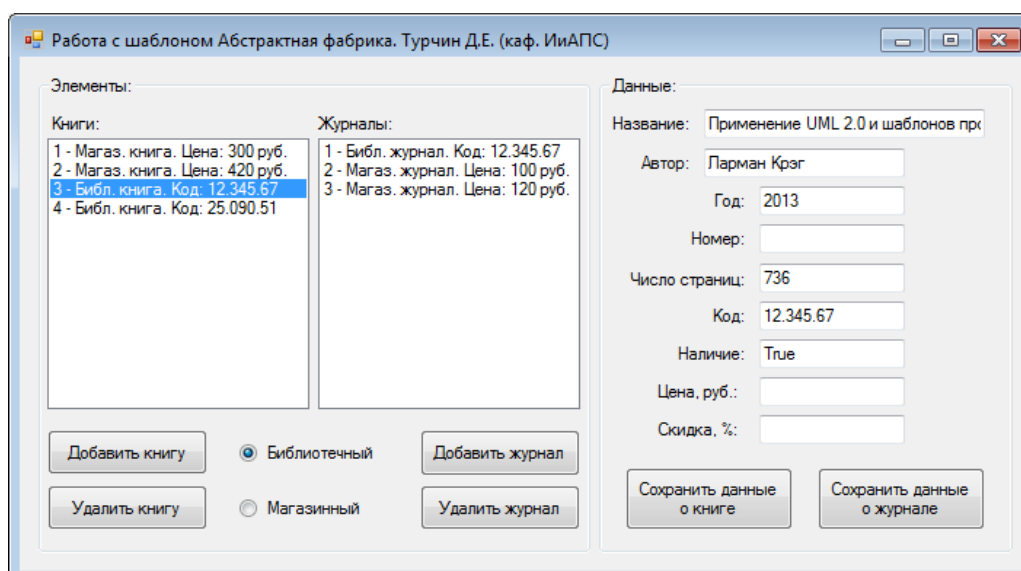 Работа с шаблоном Абстрактная фабрика. Турчин Д.Е. (каф. ИиАПС)
Элементы:
Книги:
1 - Магаз. книга. Цена: 300 руб.
2 - Магаз. книга. Цена: 420 руб.
3 - Библ. книга. Код: 12.345.67
4 - Библ. книга. Код: 25.090.51
Журналы:
1 - Библ. журнал. Код: 12.345.67
2 - Магаз. журнал. Цена: 100 руб.
3 - Магаз. журнал. Цена: 120 руб.
Добавить книгу
Библиотечный
Добавить журнал
Удалить книгу
Магазинный
Удалить журнал
Данные:
Название: Применение UML 2.0 и шаблонов
Автор: Ларман Крэг
Год: 2013
Номер:
Число страниц: 736
Код: 12.345.67
Наличие: True
Цена, руб.:
Скидка, %:
Сохранить данные
о книге
Сохранить данные
о журнале